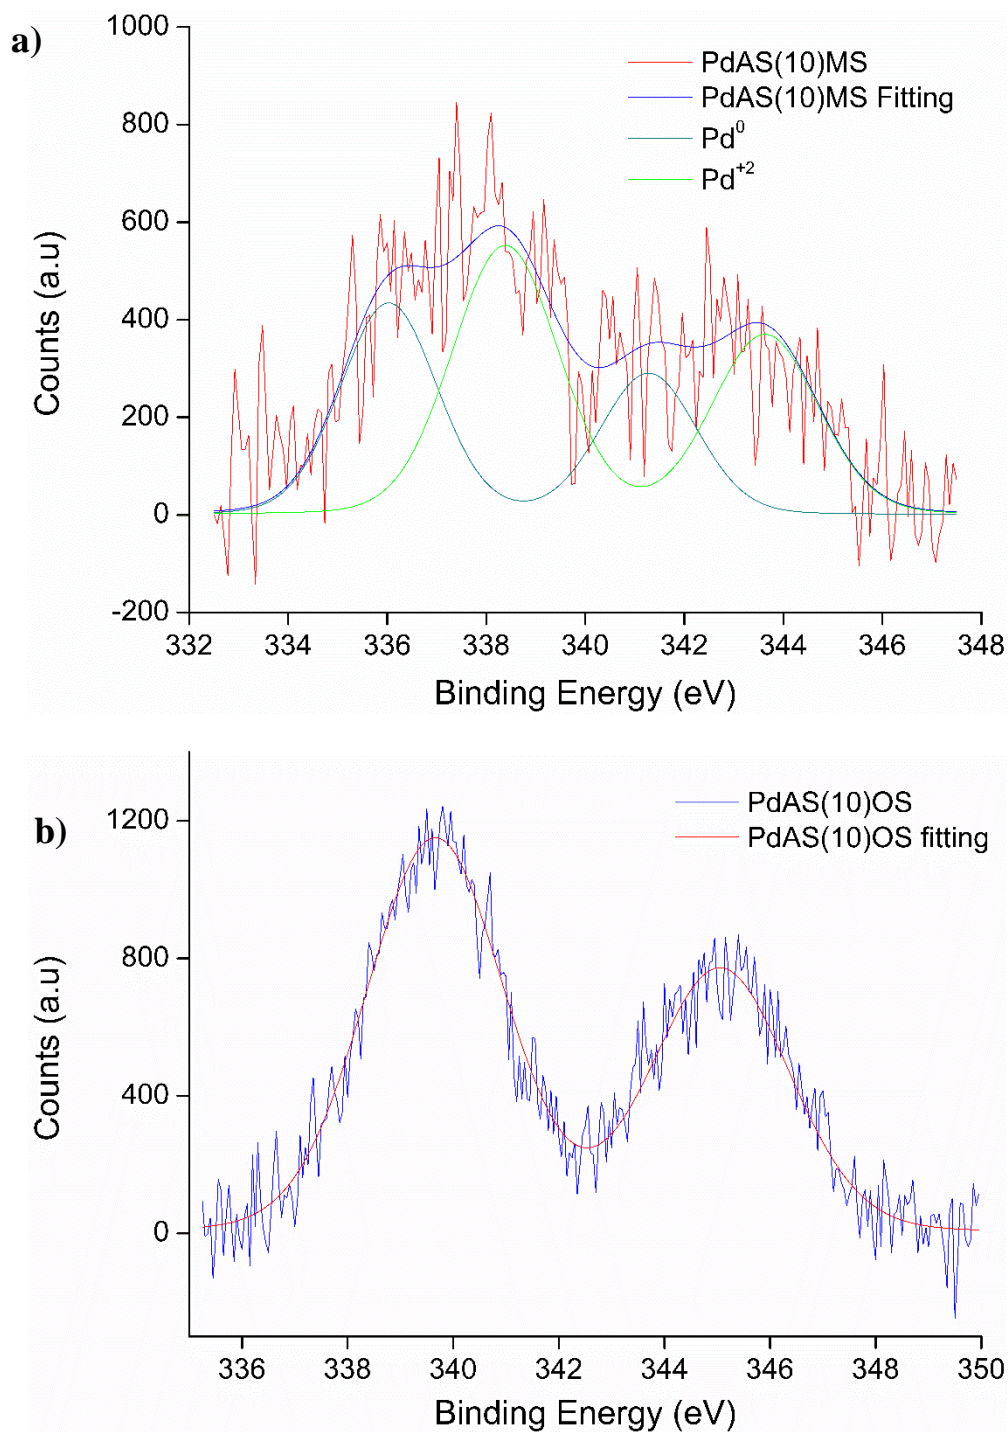 a)
1000
800
600
400
200
0
-200
Counts (a.u)
PdAS(10)MS
PdAS(10)MS Fitting
Pd⁰
Pd⁺²
332 334 336 338 340 342 344 346 348
Binding Energy (eV)
b)
1200
800
400
0
Counts (a.u)
PdAS(10)OS
PdAS(10)OS fitting
336 338 340 342 344 346 348 350
Binding Energy (eV)